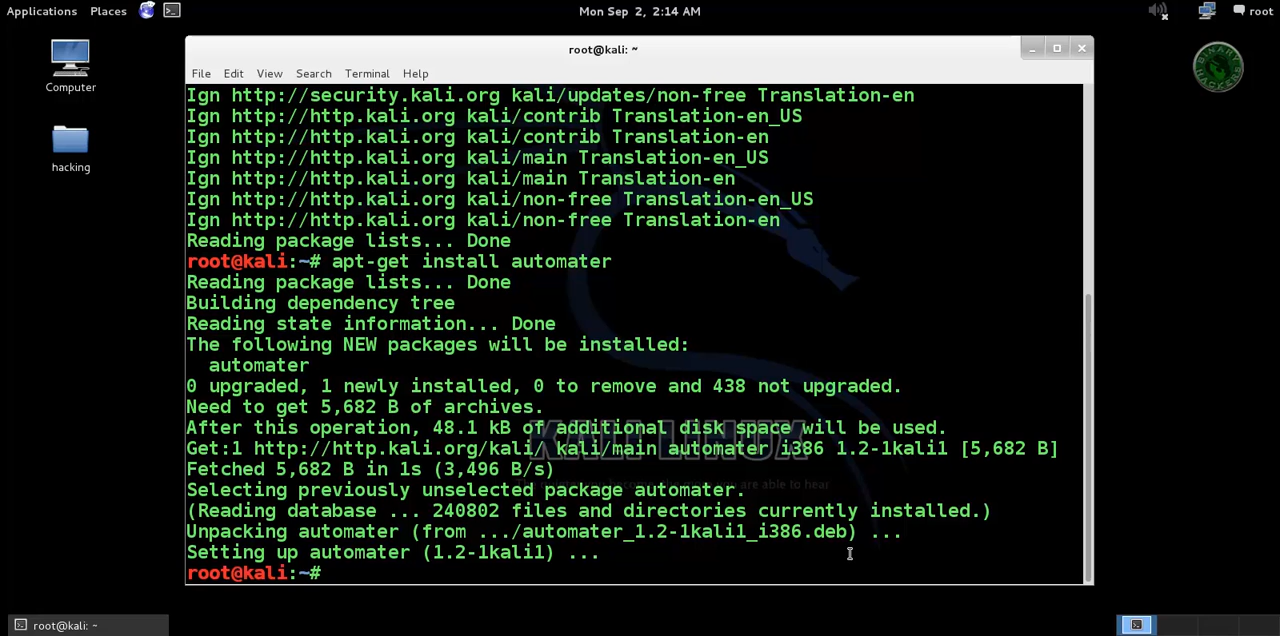 Applications Places Mon Sep 2, 2:14 AM root
Computer
hacking
BINARY HACKERS
root@kali: ~
File Edit View Search Terminal Help
Ign http://security.kali.org kali/updates/non-free Translation-en
Ign http://http.kali.org kali/contrib Translation-en_US
Ign http://http.kali.org kali/contrib Translation-en
Ign http://http.kali.org kali/main Translation-en_US
Ign http://http.kali.org kali/main Translation-en
Ign http://http.kali.org kali/non-free Translation-en_US
Ign http://http.kali.org kali/non-free Translation-en
Reading package lists... Done
root@kali:~# apt-get install automater
Reading package lists... Done
Building dependency tree
Reading state information... Done
The following NEW packages will be installed:
automater
0 upgraded, 1 newly installed, 0 to remove and 438 not upgraded.
Need to get 5,682 B of archives.
After this operation, 48.1 kB of additional disk space will be used.
Get:1 http://http.kali.org/kali/ kali/main automater i386 1.2-1kali1 [5,682 B]
Fetched 5,682 B in 1s (3,496 B/s)
Selecting previously unselected package automater.
(Reading database ... 240802 files and directories currently installed.)
Unpacking automater (from .../automater_1.2-1kali1_i386.deb) ...
Setting up automater (1.2-1kali1) ...
root@kali:~#
KALI LINUX
are able to hear
root@kali: ~